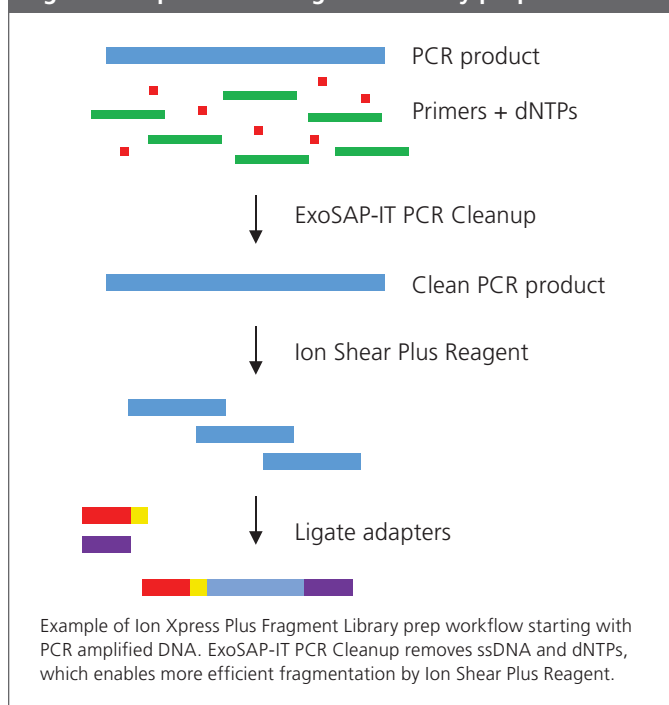 PCR product
Primers + dNTPs
ExoSAP-IT PCR Cleanup
Clean PCR product
Ion Shear Plus Reagent
Ligate adapters
Example of Ion Xpress Plus Fragment Library prep workflow starting with
PCR amplified DNA. ExoSAP-IT PCR Cleanup removes ssDNA and dNTPs,
which enables more efficient fragmentation by Ion Shear Plus Reagent.